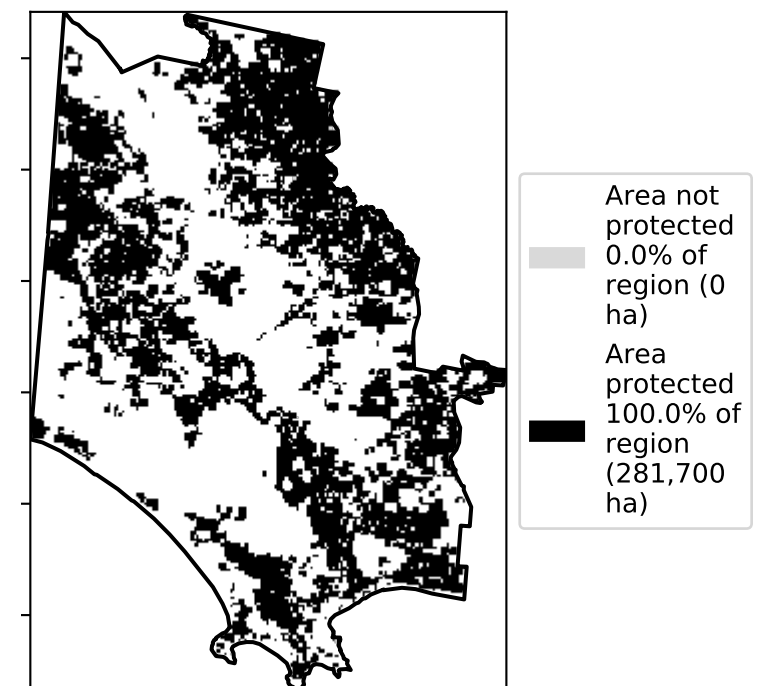 Area not
protected
0.0% of
region (0
ha)
Area
protected
100.0% of
region
(281,700
ha)